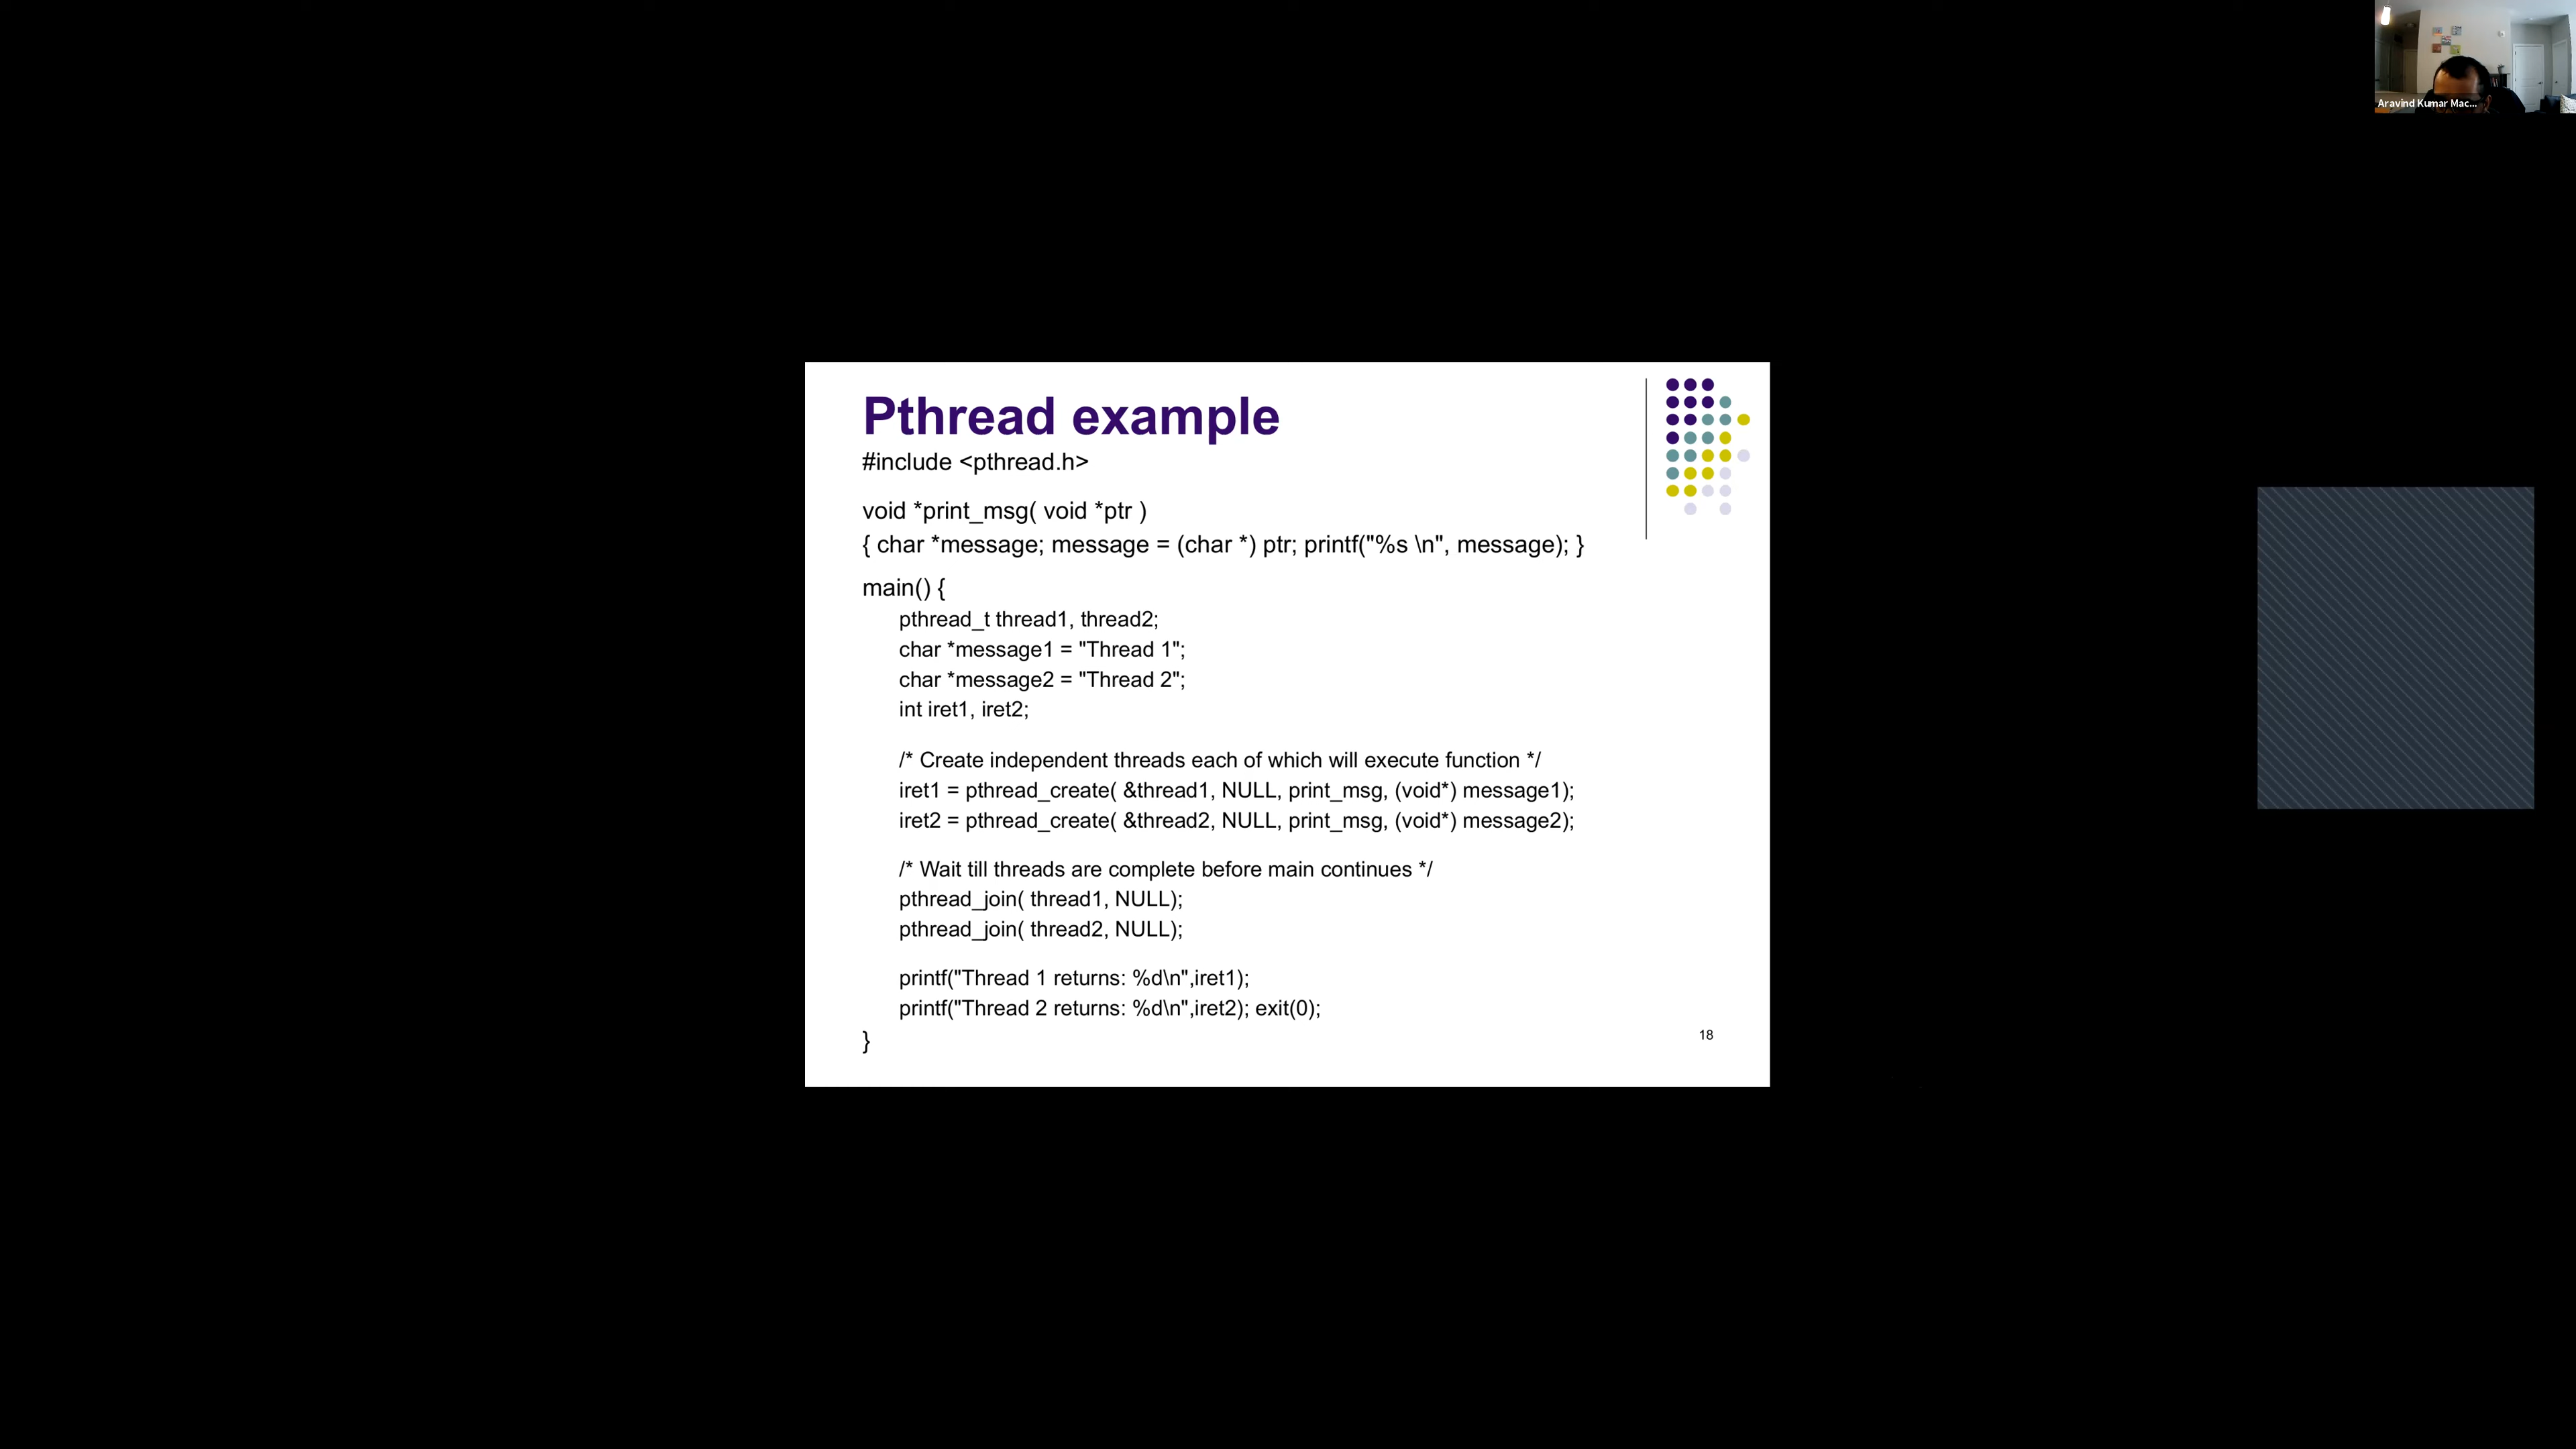 Aravind Kumar Mac...
Pthread example
#include <pthread.h>
void *print_msg( void *ptr )
{ char *message; message = (char *) ptr; printf("%s \n", message); }
main() {
pthread_t thread1, thread2;
char *message1 = "Thread 1";
char *message2 = "Thread 2";
int iret1, iret2;
/* Create independent threads each of which will execute function */
iret1 = pthread_create( &thread1, NULL, print_msg, (void*) message1);
iret2 = pthread_create( &thread2, NULL, print_msg, (void*) message2);
/* Wait till threads are complete before main continues */
pthread_join( thread1, NULL);
pthread_join( thread2, NULL);
printf("Thread 1 returns: %d\n",iret1);
printf("Thread 2 returns: %d\n",iret2); exit(0);
}
18